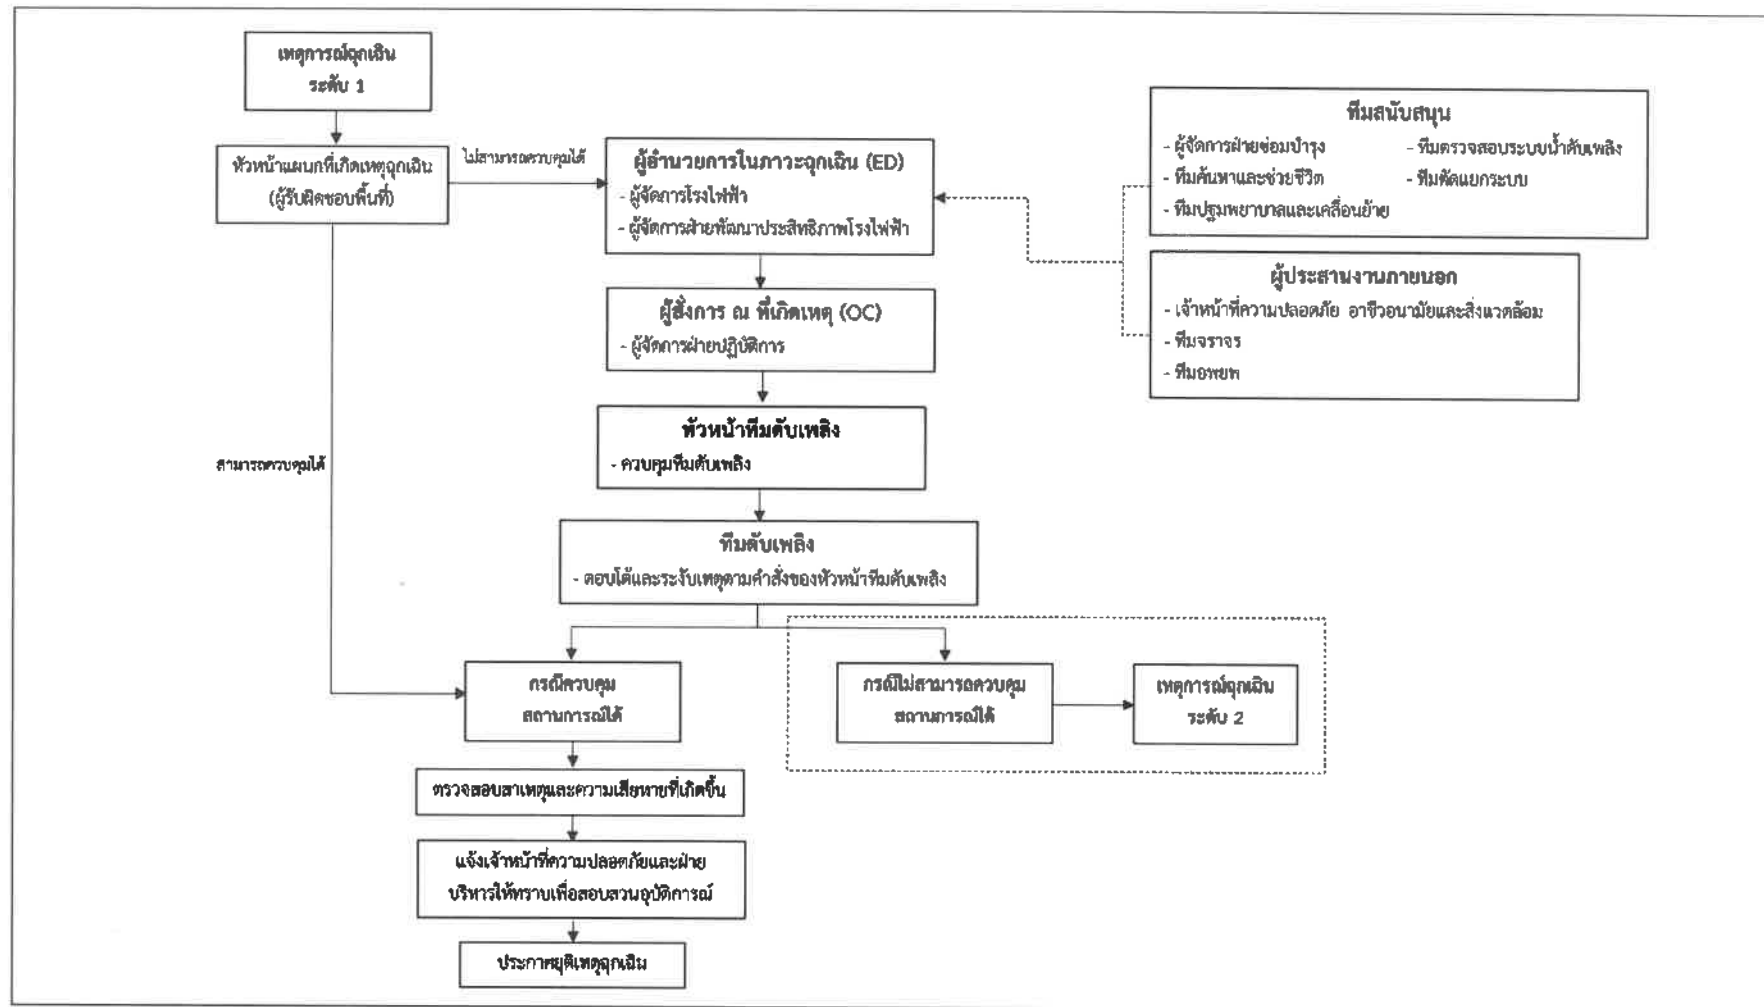 เหตุการณ์ฉุกเฉิน
ระดับ 1
หัวหน้าแผนกที่เกิดเหตุฉุกเฉิน
(ผู้รับผิดชอบพื้นที่)
ไม่สามารถควบคุมได้
ผู้อำนวยการในภาวะฉุกเฉิน (ED)
- ผู้จัดการโรงไฟฟ้า
- ผู้จัดการฝ่ายพัฒนาประสิทธิภาพโรงไฟฟ้า
ทีมสนับสนุน
- ผู้จัดการฝ่ายซ่อมบำรุง
- ทีมตรวจสอบระบบน้ำดับเพลิง
- ทีมค้นหาและช่วยชีวิต
- ทีมตัดแยกระบบ
- ทีมปฐมพยาบาลและเคลื่อนย้าย
ผู้ประสานงานภายนอก
- เจ้าหน้าที่ความปลอดภัย อาชีวอนามัยและสิ่งแวดล้อม
- ทีมจราจร
- ทีมอพยพ
ผู้สั่งการ ณ ที่เกิดเหตุ (OC)
- ผู้จัดการฝ่ายปฏิบัติการ
หัวหน้าทีมดับเพลิง
- ควบคุมทีมดับเพลิง
สามารถควบคุมได้
ทีมดับเพลิง
- ตอบโต้และระงับเหตุตามคำสั่งของหัวหน้าทีมดับเพลิง
กรณีควบคุม
สถานการณ์ได้
กรณีไม่สามารถควบคุม
สถานการณ์ได้
เหตุการณ์ฉุกเฉิน
ระดับ 2
ตรวจสอบสาเหตุและความเสียหายที่เกิดขึ้น
แจ้งเจ้าหน้าที่ความปลอดภัยและฝ่าย
บริหารให้ทราบเพื่อสอบสวนอุบัติการณ์
ประกาศยุติเหตุฉุกเฉิน